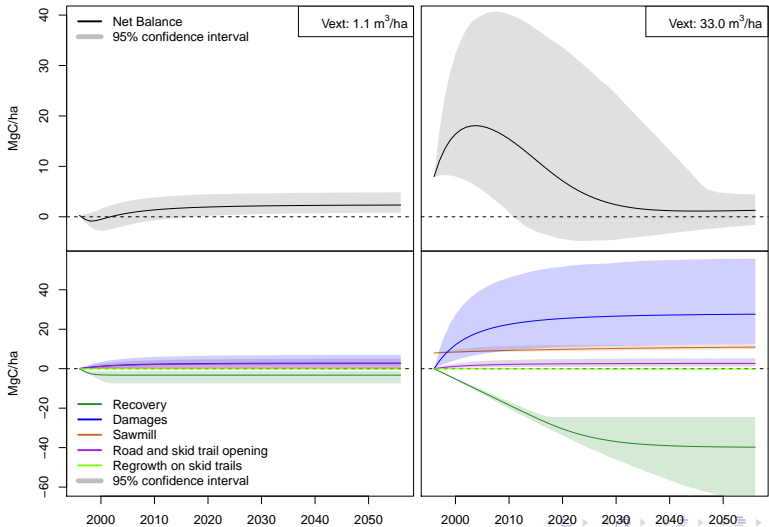 Net Balance
95% confidence interval
Vext: 1.1 m³/ha
Vext: 33.0 m³/ha
MgC/ha
40
30
20
10
0
MgC/ha
40
20
0
−20
−40
−60
Recovery
Damages
Sawmill
Road and skid trail opening
Regrowth on skid trails
95% confidence interval
2000 2010 2020 2030 2040 2050
2000 2010 2020 2030 2040 2050